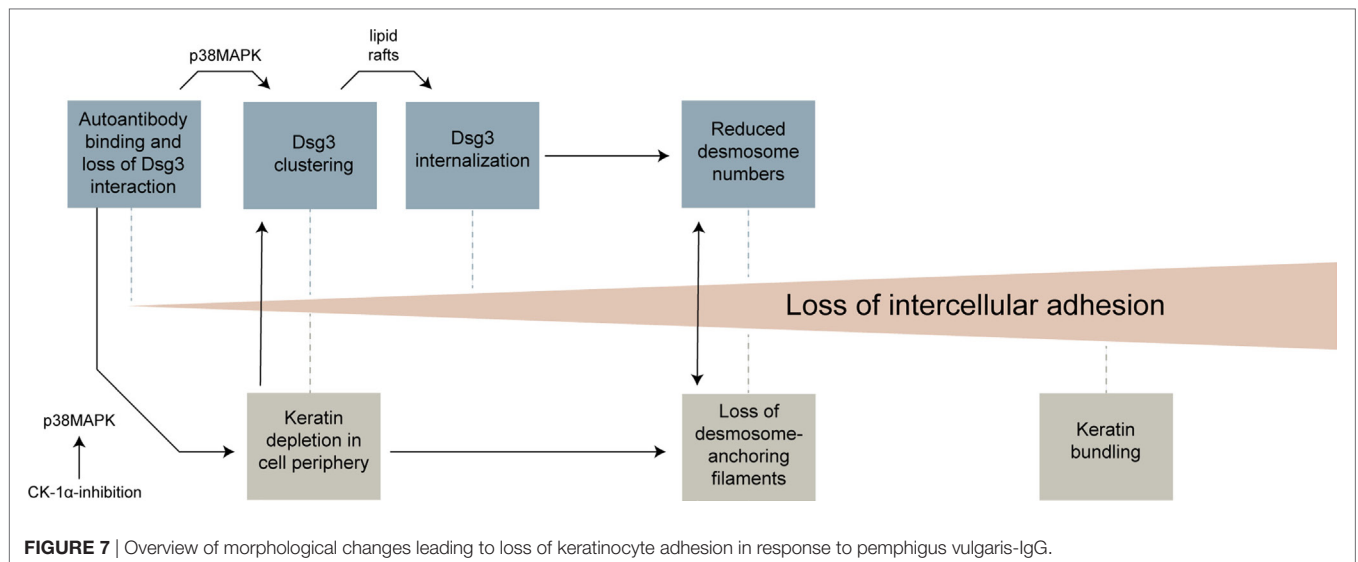 p38MAPK
lipid
rafts
Autoantibody
binding and
loss of Dsg3
interaction
Dsg3
clustering
Dsg3
internalization
Reduced
desmosome
numbers
Loss of intercellular adhesion
p38MAPK
CK-1α-inhibition
Keratin
depletion in
cell periphery
Loss of
desmosome-
anchoring
filaments
Keratin
bundling
FIGURE 7 | Overview of morphological changes leading to loss of keratinocyte adhesion in response to pemphigus vulgaris-IgG.